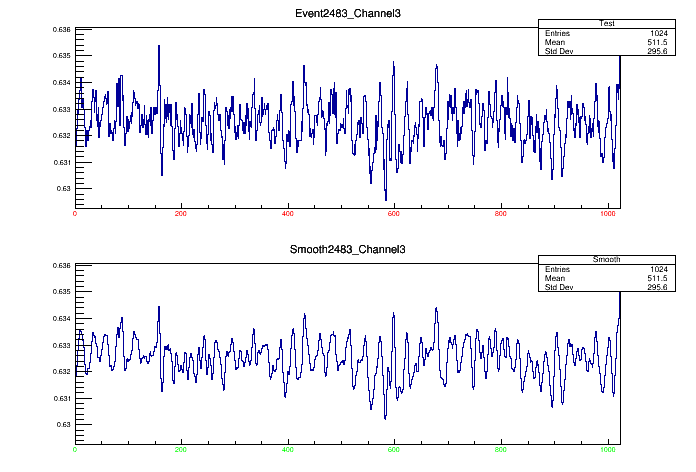 Event2483_Channel3
Test
Entries 1024
Mean 511.5
Std Dev 295.6
0.636
0.635
0.634
0.633
0.632
0.631
0.63
0 200 400 600 800 1000
Smooth2483_Channel3
Smooth
Entries 1024
Mean 511.5
Std Dev 295.6
0.636
0.635
0.634
0.633
0.632
0.631
0.63
0 200 400 600 800 1000